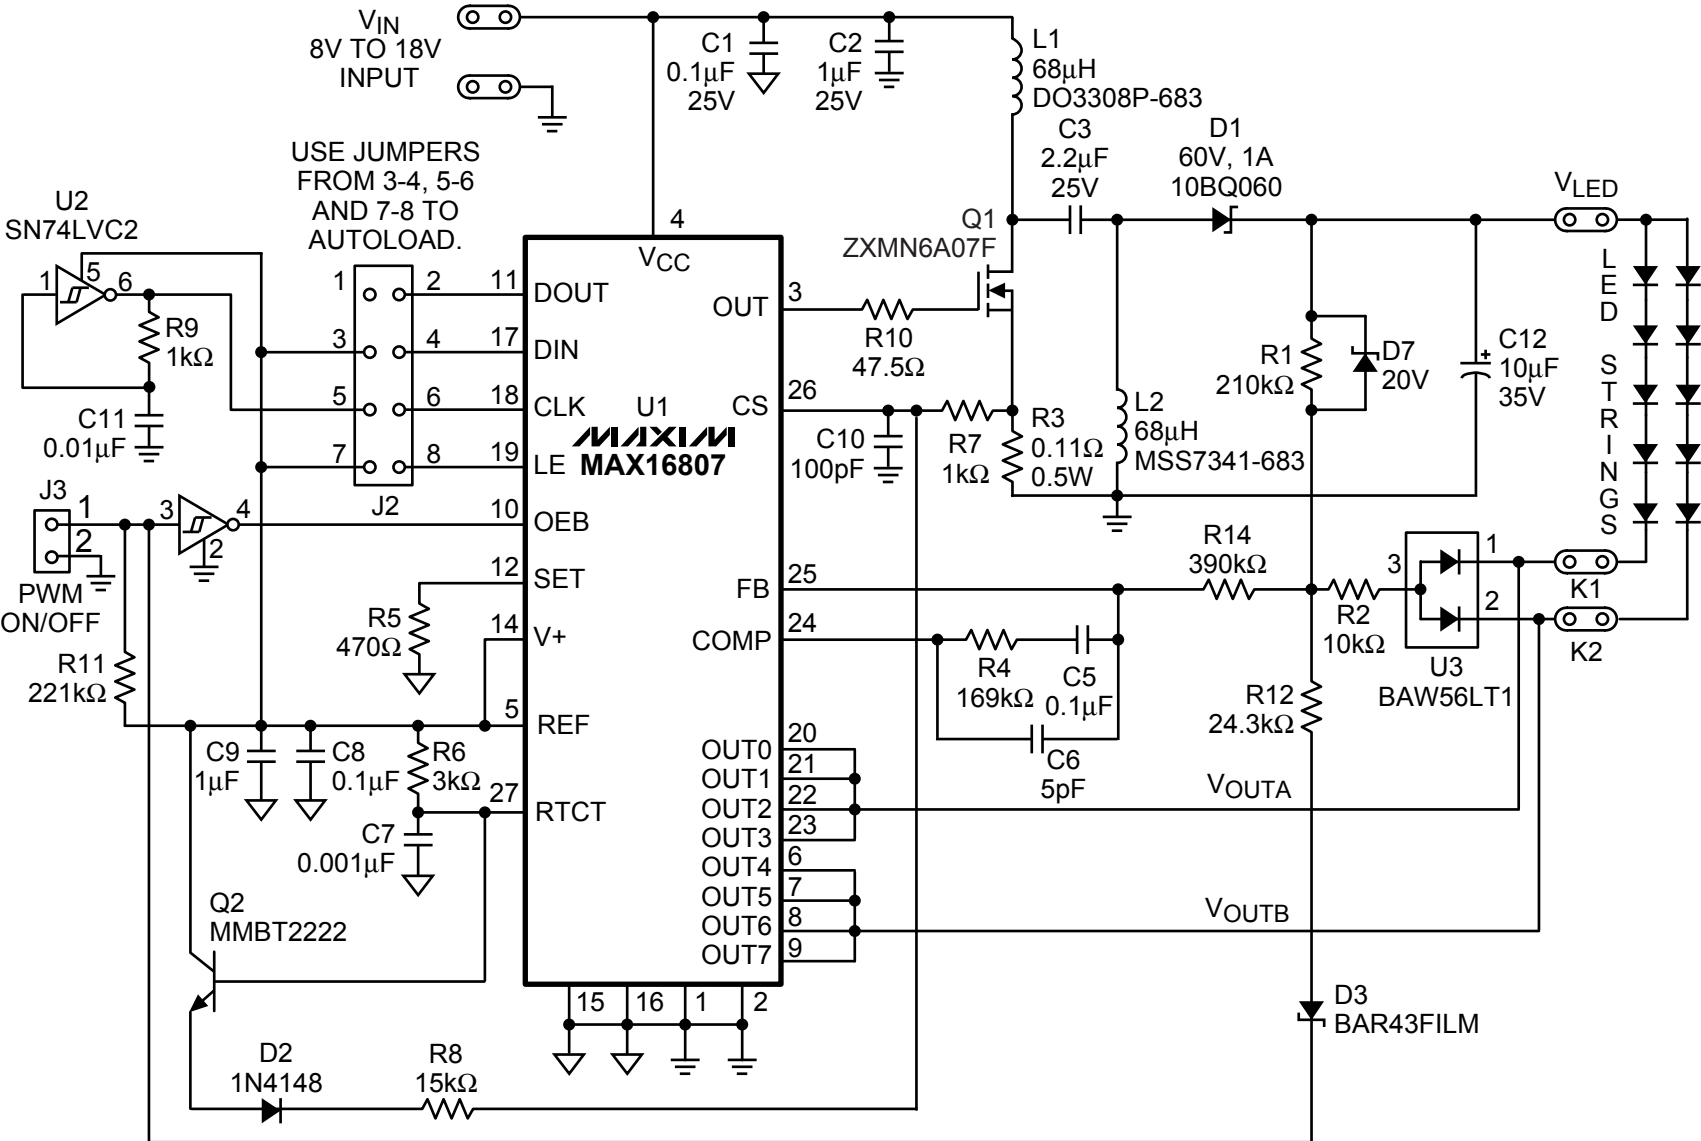 VIN
8V TO 18V
INPUT
C1
0.1µF
25V
C2
1µF
25V
L1
68µH
DO3308P-683
C3
2.2µF
25V
D1
60V, 1A
10BQ060
VLED
USE JUMPERS
FROM 3-4, 5-6
AND 7-8 TO
AUTOLOAD.
U2
SN74LVC2
1
5
6
R9
1kΩ
C11
0.01µF
1
2
3
4
5
6
7
8
J2
J3
1
2
PWM
ON/OFF
3
4
2
R11
221kΩ
R5
470Ω
C9
1µF
C8
0.1µF
R6
3kΩ
C7
0.001µF
Q2
MMBT2222
D2
1N4148
R8
15kΩ
4
VCC
11
DOUT
17
DIN
18
CLK
19
LE
10
OEB
12
SET
14
V+
5
REF
27
RTCT
U1
MAXIM
MAX16807
OUT
3
CS
26
FB
25
COMP
24
OUT0
20
OUT1
21
OUT2
22
OUT3
23
OUT4
6
OUT5
7
OUT6
8
OUT7
9
15
16
1
2
Q1
ZXMN6A07F
R10
47.5Ω
C10
100pF
R7
1kΩ
R3
0.11Ω
0.5W
L2
68µH
MSS7341-683
R1
210kΩ
D7
20V
C12
+
10µF
35V
LED STRINGS
R14
390kΩ
R2
10kΩ
3
1
2
U3
BAW56LT1
K1
K2
R4
169kΩ
C5
0.1µF
C6
5pF
R12
24.3kΩ
VOUTA
VOUTB
D3
BAR43FILM